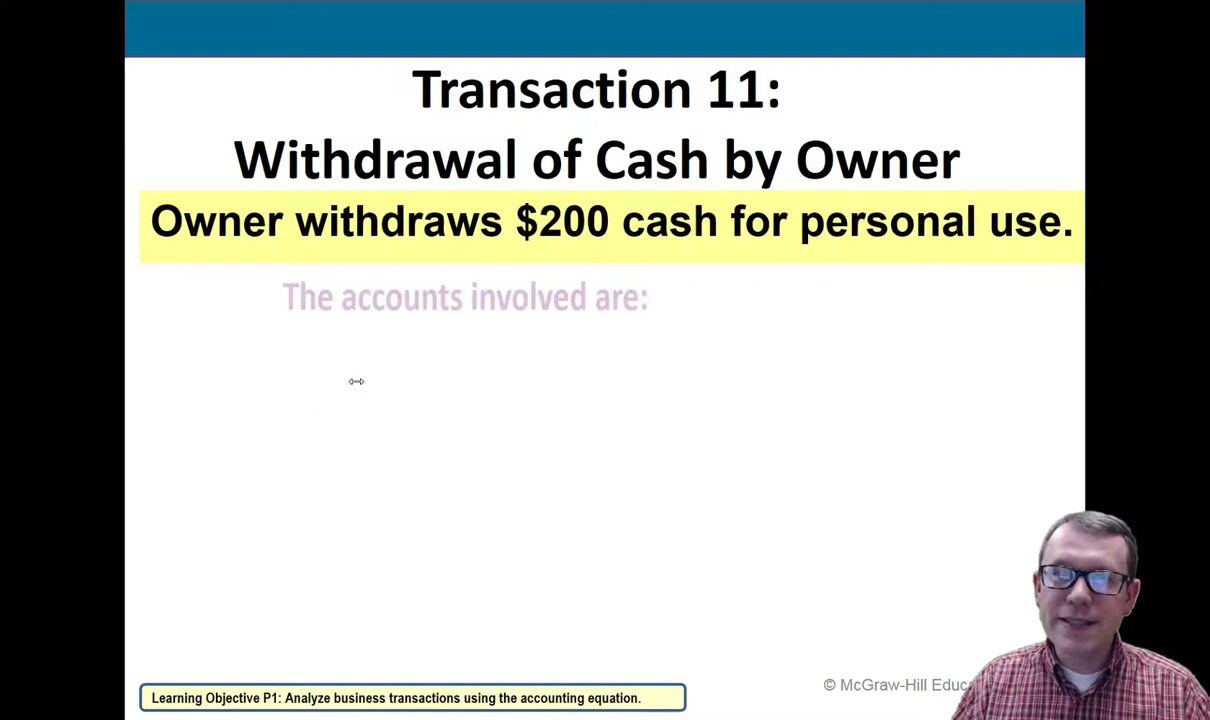 Transaction 11:
Withdrawal of Cash by Owner
Owner withdraws $200 cash for personal use.
The accounts involved are:
Learning Objective P1: Analyze business transactions using the accounting equation.
© McGraw-Hill